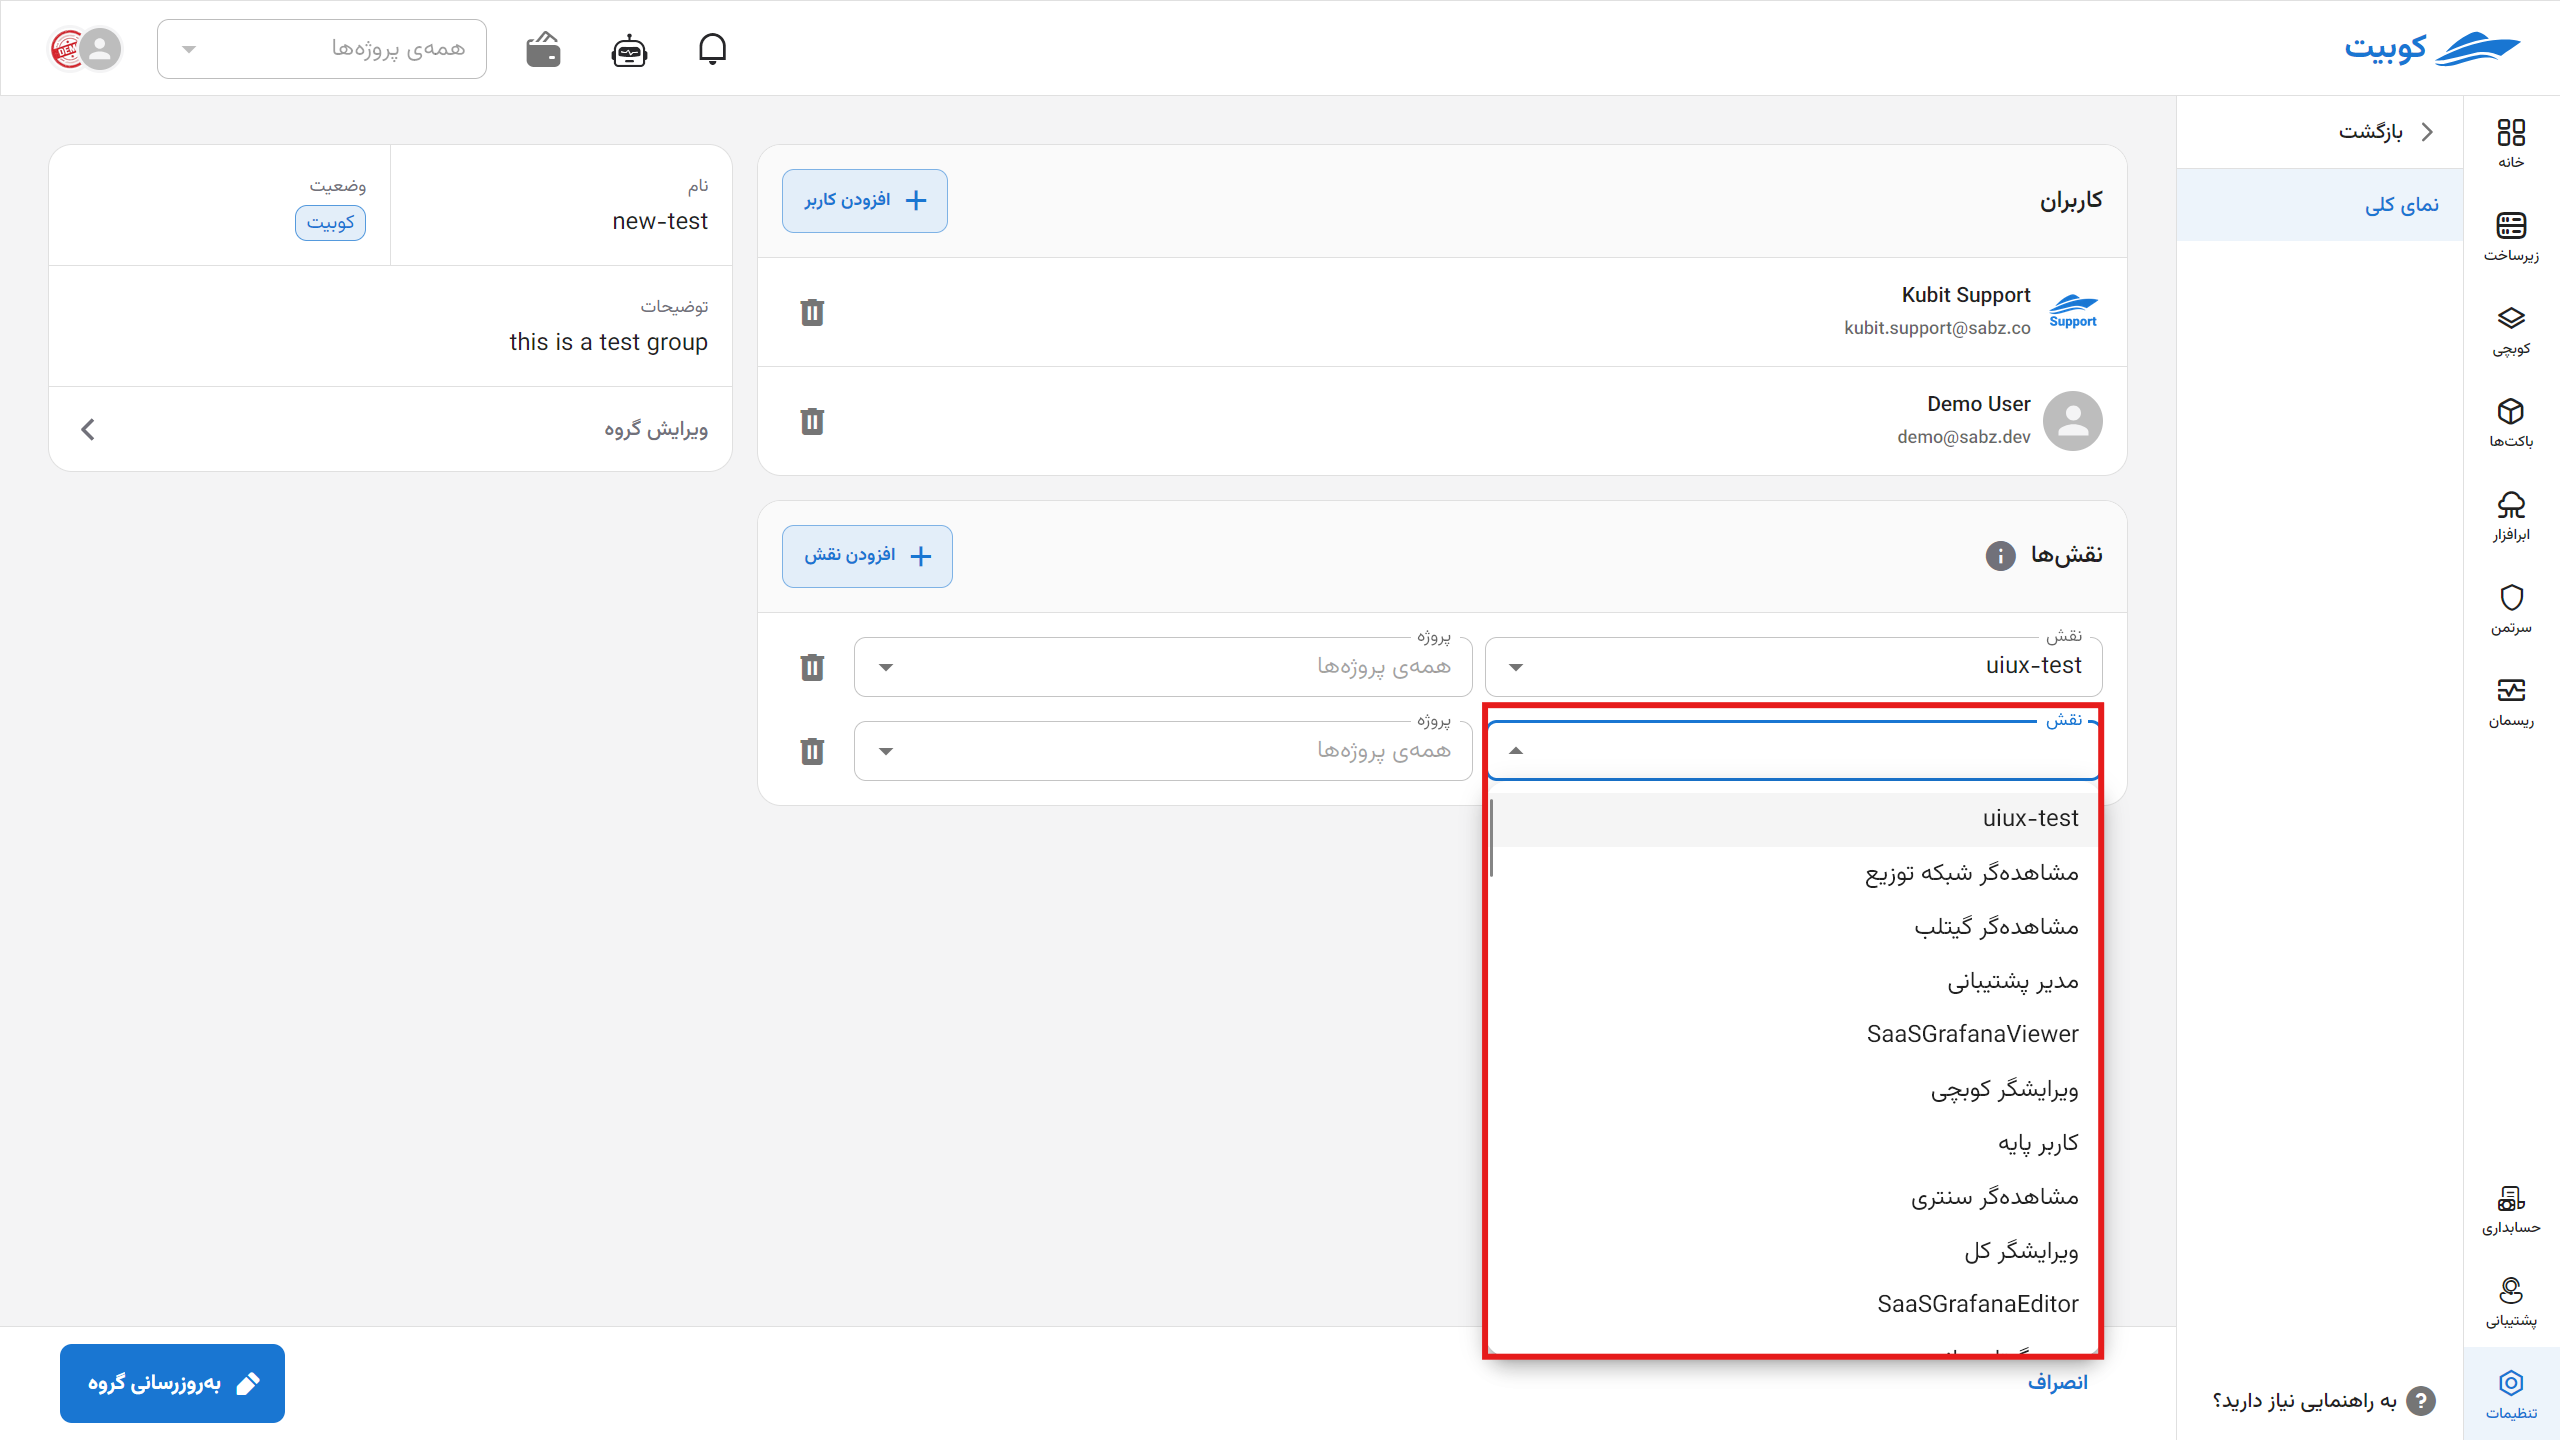 کوبیت
همه‌ی پروژه‌ها
DEMO
خانه
زیرساخت
کوبچی
باکت‌ها
ابرافزار
سرتمن
ریسمان
حسابداری
پشتیبانی
تنظیمات
بازگشت
نمای کلی
به راهنمایی نیاز دارید؟
کاربران
افزودن کاربر
Support
Kubit Support
kubit.support@sabz.co
Demo User
demo@sabz.dev
نقش‌ها
افزودن نقش
نقش
uiux-test
پروژه
همه‌ی پروژه‌ها
نقش
پروژه
همه‌ی پروژه‌ها
uiux-test
مشاهده‌گر شبکه توزیع
مشاهده‌گر گیتلب
مدیر پشتیبانی
SaaSGrafanaViewer
ویرایشگر کوبچی
کاربر پایه
مشاهده‌گر سنتری
ویرایشگر کل
SaaSGrafanaEditor
نام
new-test
وضعیت
کوبیت
توضیحات
this is a test group
ویرایش گروه
انصراف
به‌روزرسانی گروه